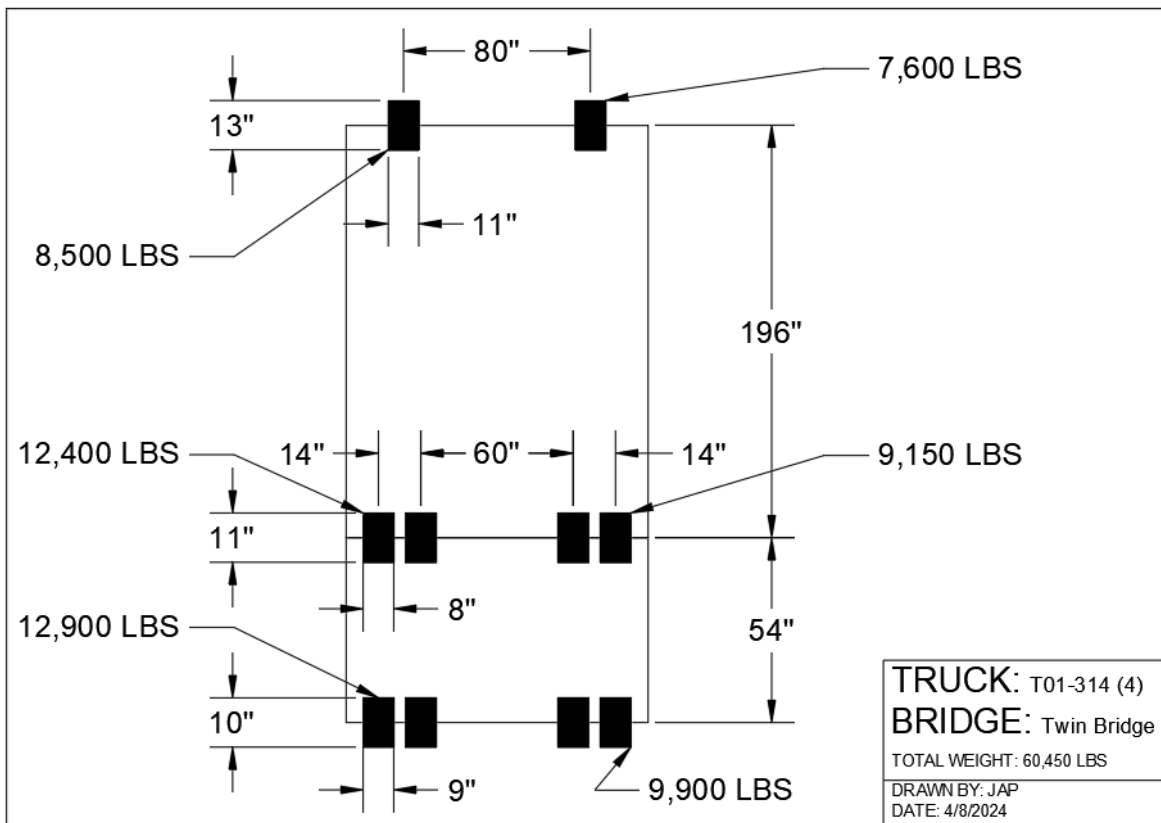 80"
7,600 LBS
13"
11"
8,500 LBS
196"
12,400 LBS
14"
60"
14"
9,150 LBS
11"
8"
12,900 LBS
54"
10"
9"
9,900 LBS
TRUCK: T01-314 (4)
BRIDGE: Twin Bridge
TOTAL WEIGHT: 60,450 LBS
DRAWN BY: JAP
DATE: 4/8/2024